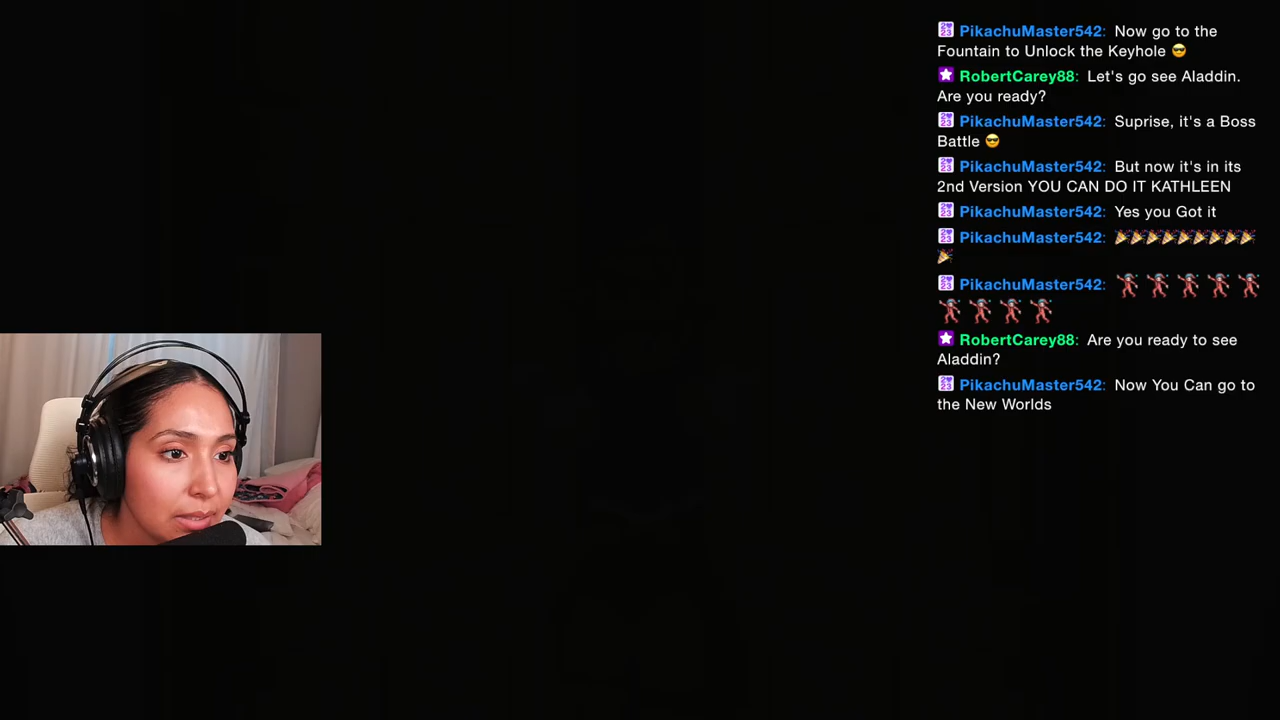 PikachuMaster542: Now go to the
Fountain to Unlock the Keyhole 😎
RobertCarey88: Let's go see Aladdin.
Are you ready?
PikachuMaster542: Suprise, it's a Boss
Battle 😎
PikachuMaster542: But now it's in its
2nd Version YOU CAN DO IT KATHLEEN
PikachuMaster542: Yes you Got it
PikachuMaster542: 🎉🎉🎉🎉🎉🎉🎉🎉🎉
🎉
PikachuMaster542:
RobertCarey88: Are you ready to see
Aladdin?
PikachuMaster542: Now You Can go to
the New Worlds